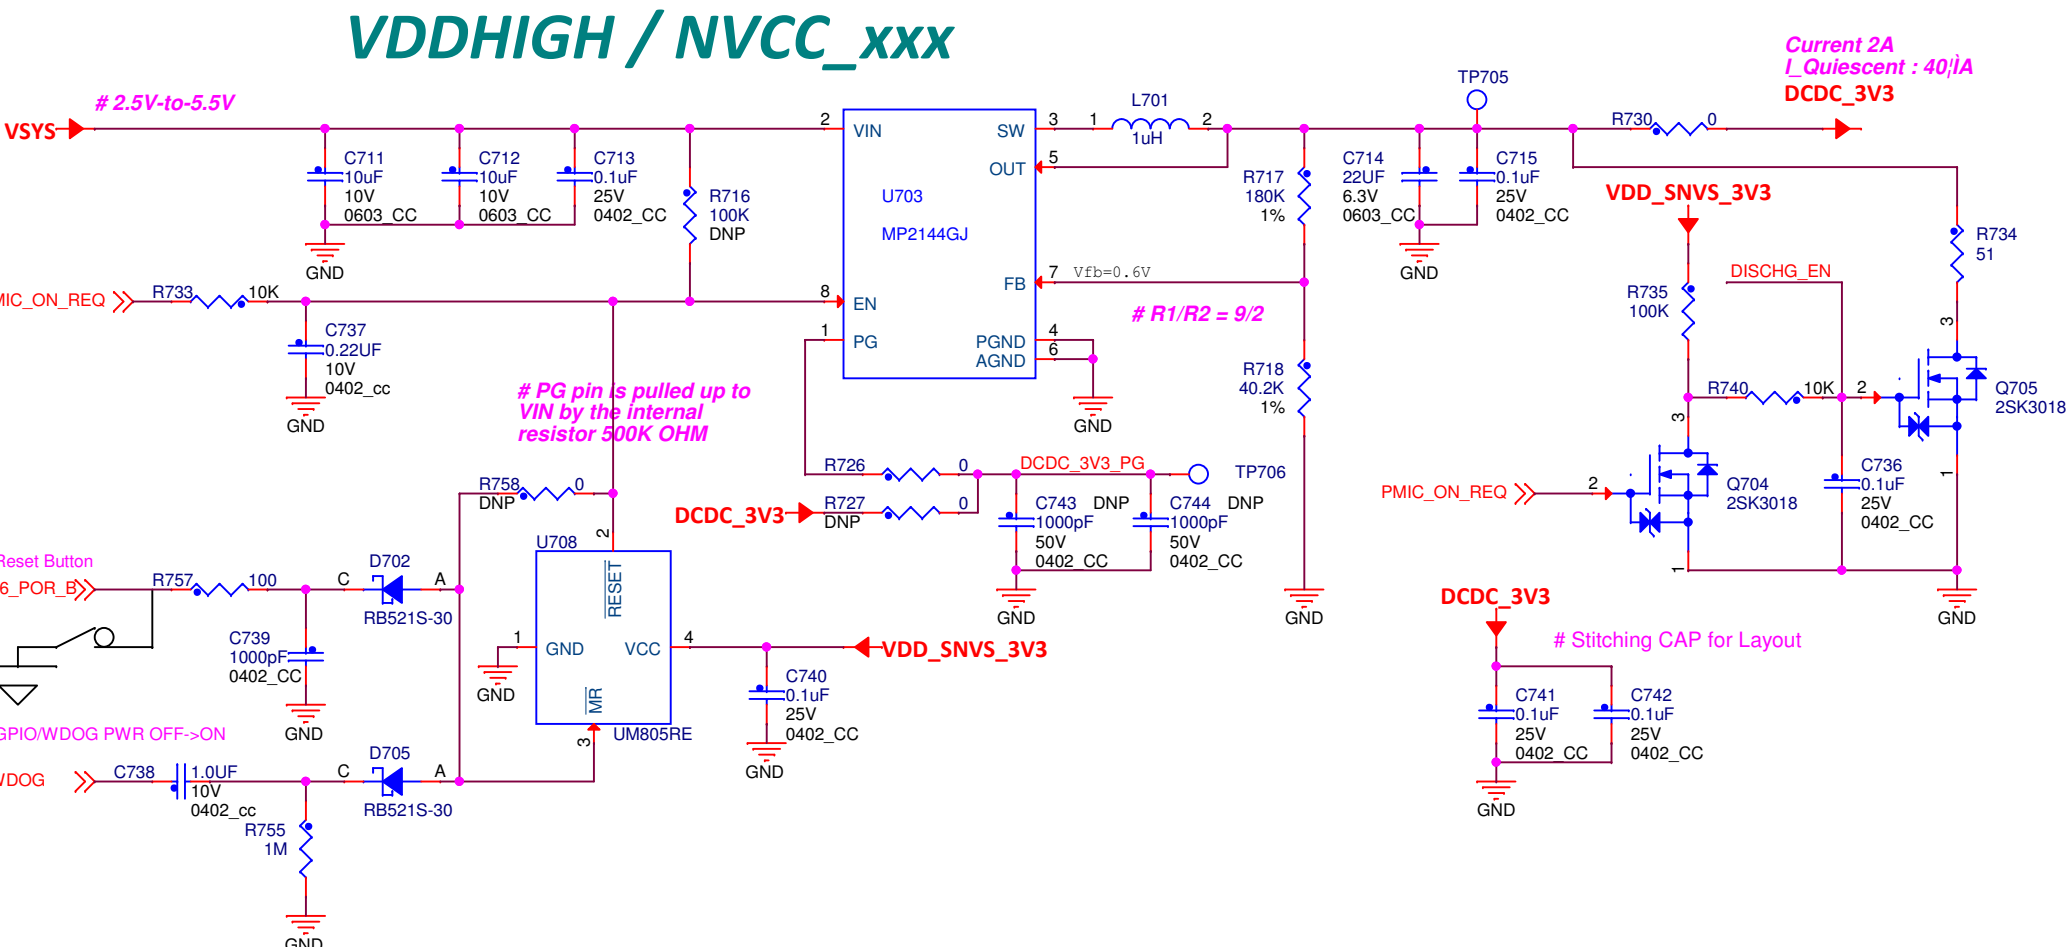 VDDHIGH / NVCC_xxx
Current 2A
I_Quiescent : 40¦ÌA
DCDC_3V3
# 2.5V-to-5.5V
VSYS
2
VIN
SW
3
1
L701
1uH
2
TP705
R730
0
OUT
5
C711
10uF
10V
0603_CC
C712
10uF
10V
0603_CC
C713
0.1uF
25V
0402_CC
R716
100K
DNP
U703
MP2144GJ
R717
180K
1%
C714
22UF
6.3V
0603_CC
C715
0.1uF
25V
0402_CC
VDD_SNVS_3V3
R734
51
GND
GND
FB
7
Vfb=0.6V
# R1/R2 = 9/2
DISCHG_EN
R735
100K
MIC_ON_REQ
R733
10K
8
EN
1
PG
PGND
4
AGND
6
GND
C737
0.22UF
10V
0402_cc
GND
R718
40.2K
1%
R740
10K
2
3
1
Q705
2SK3018
# PG pin is pulled up to
VIN by the internal
resistor 500K OHM
R726
0
DCDC_3V3_PG
TP706
DCDC_3V3
R727
DNP
0
C743
DNP
1000pF
50V
0402_CC
C744
DNP
1000pF
50V
0402_CC
GND
GND
PMIC_ON_REQ
2
3
1
Q704
2SK3018
C736
0.1uF
25V
0402_CC
GND
R758
DNP
0
U708
2
RESET
1
GND
VCC
4
MR
3
UM805RE
GND
VDD_SNVS_3V3
C740
0.1uF
25V
0402_CC
GND
Reset Button
6_POR_B
R757
100
C
D702
A
RB521S-30
C739
1000pF
0402_CC
GND
GPIO/WDOG PWR OFF->ON
WDOG
C738
1.0UF
10V
0402_cc
C
D705
A
RB521S-30
R755
1M
GND
DCDC_3V3
# Stitching CAP for Layout
C741
0.1uF
25V
0402_CC
C742
0.1uF
25V
0402_CC
GND